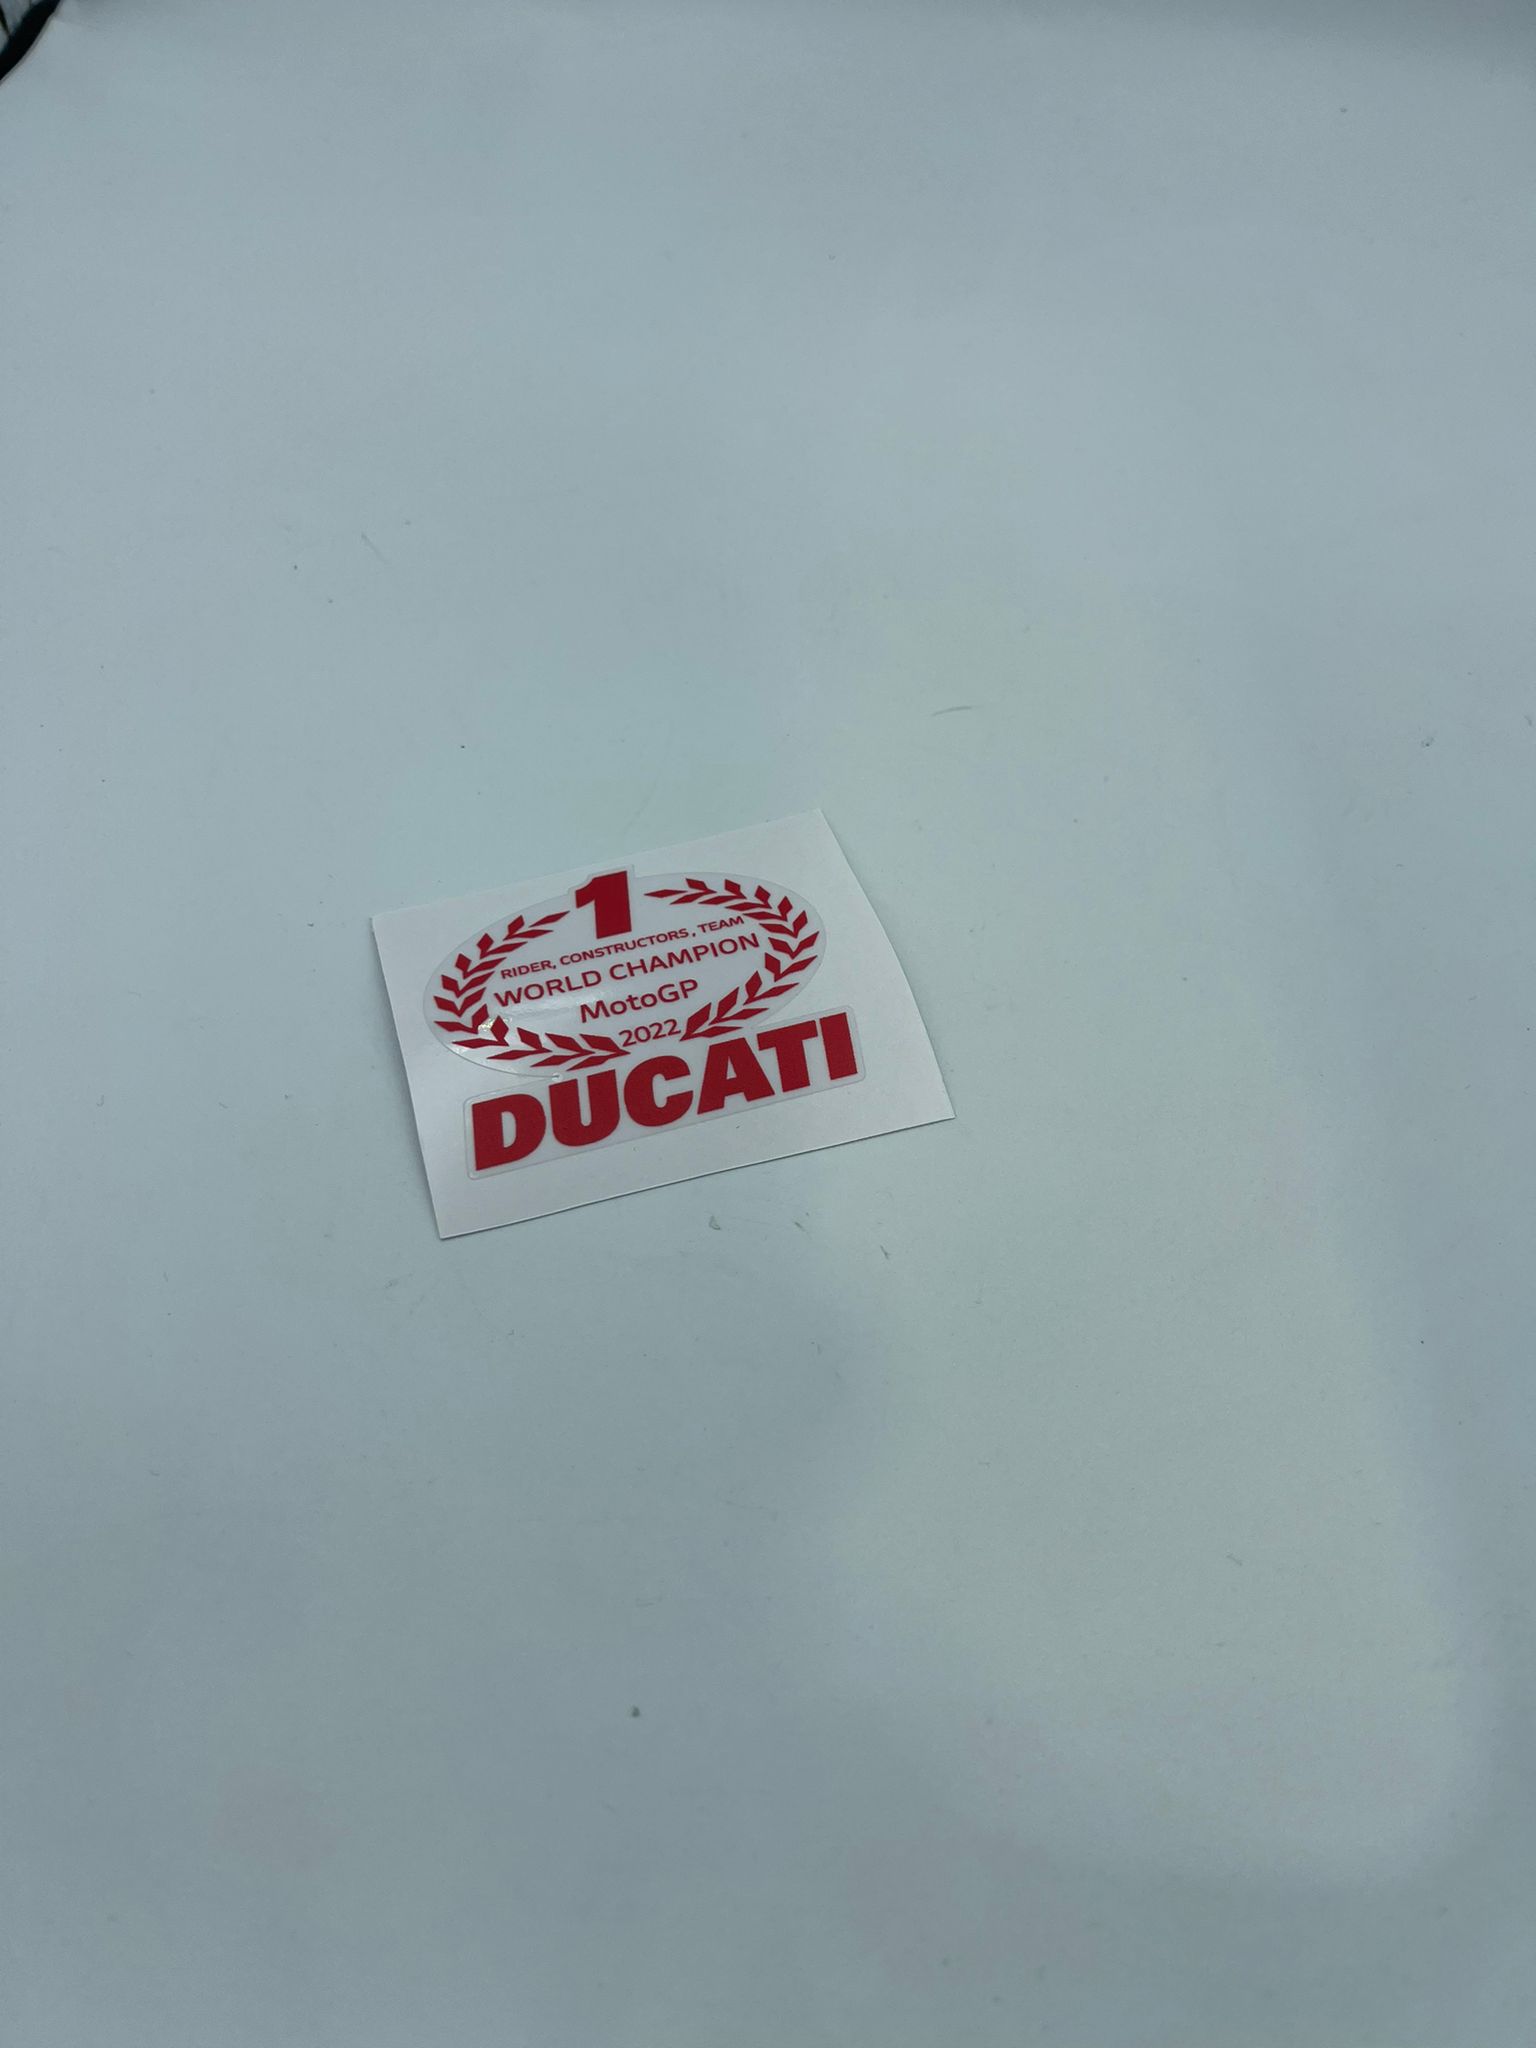 1
RIDER, CONSTRUCTORS, TEAM
WORLD CHAMPION
MotoGP
2022
DUCATI